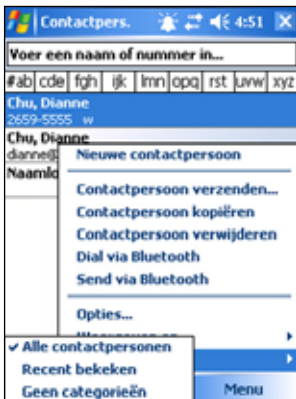 Contactpers. 4:51
Voer een naam of nummer in...
#ab cde fgh ijk lmn opq rst uvw xyz
Chu, Dianne
2659-5555 w
Chu, Dianne
Nieuwe contactpersoon
Contactpersoon verzenden...
Contactpersoon kopiëren
Contactpersoon verwijderen
Dial via Bluetooth
Send via Bluetooth
Opties...
Alle contactpersonen
Recent bekeken
Geen categorieën
Menu